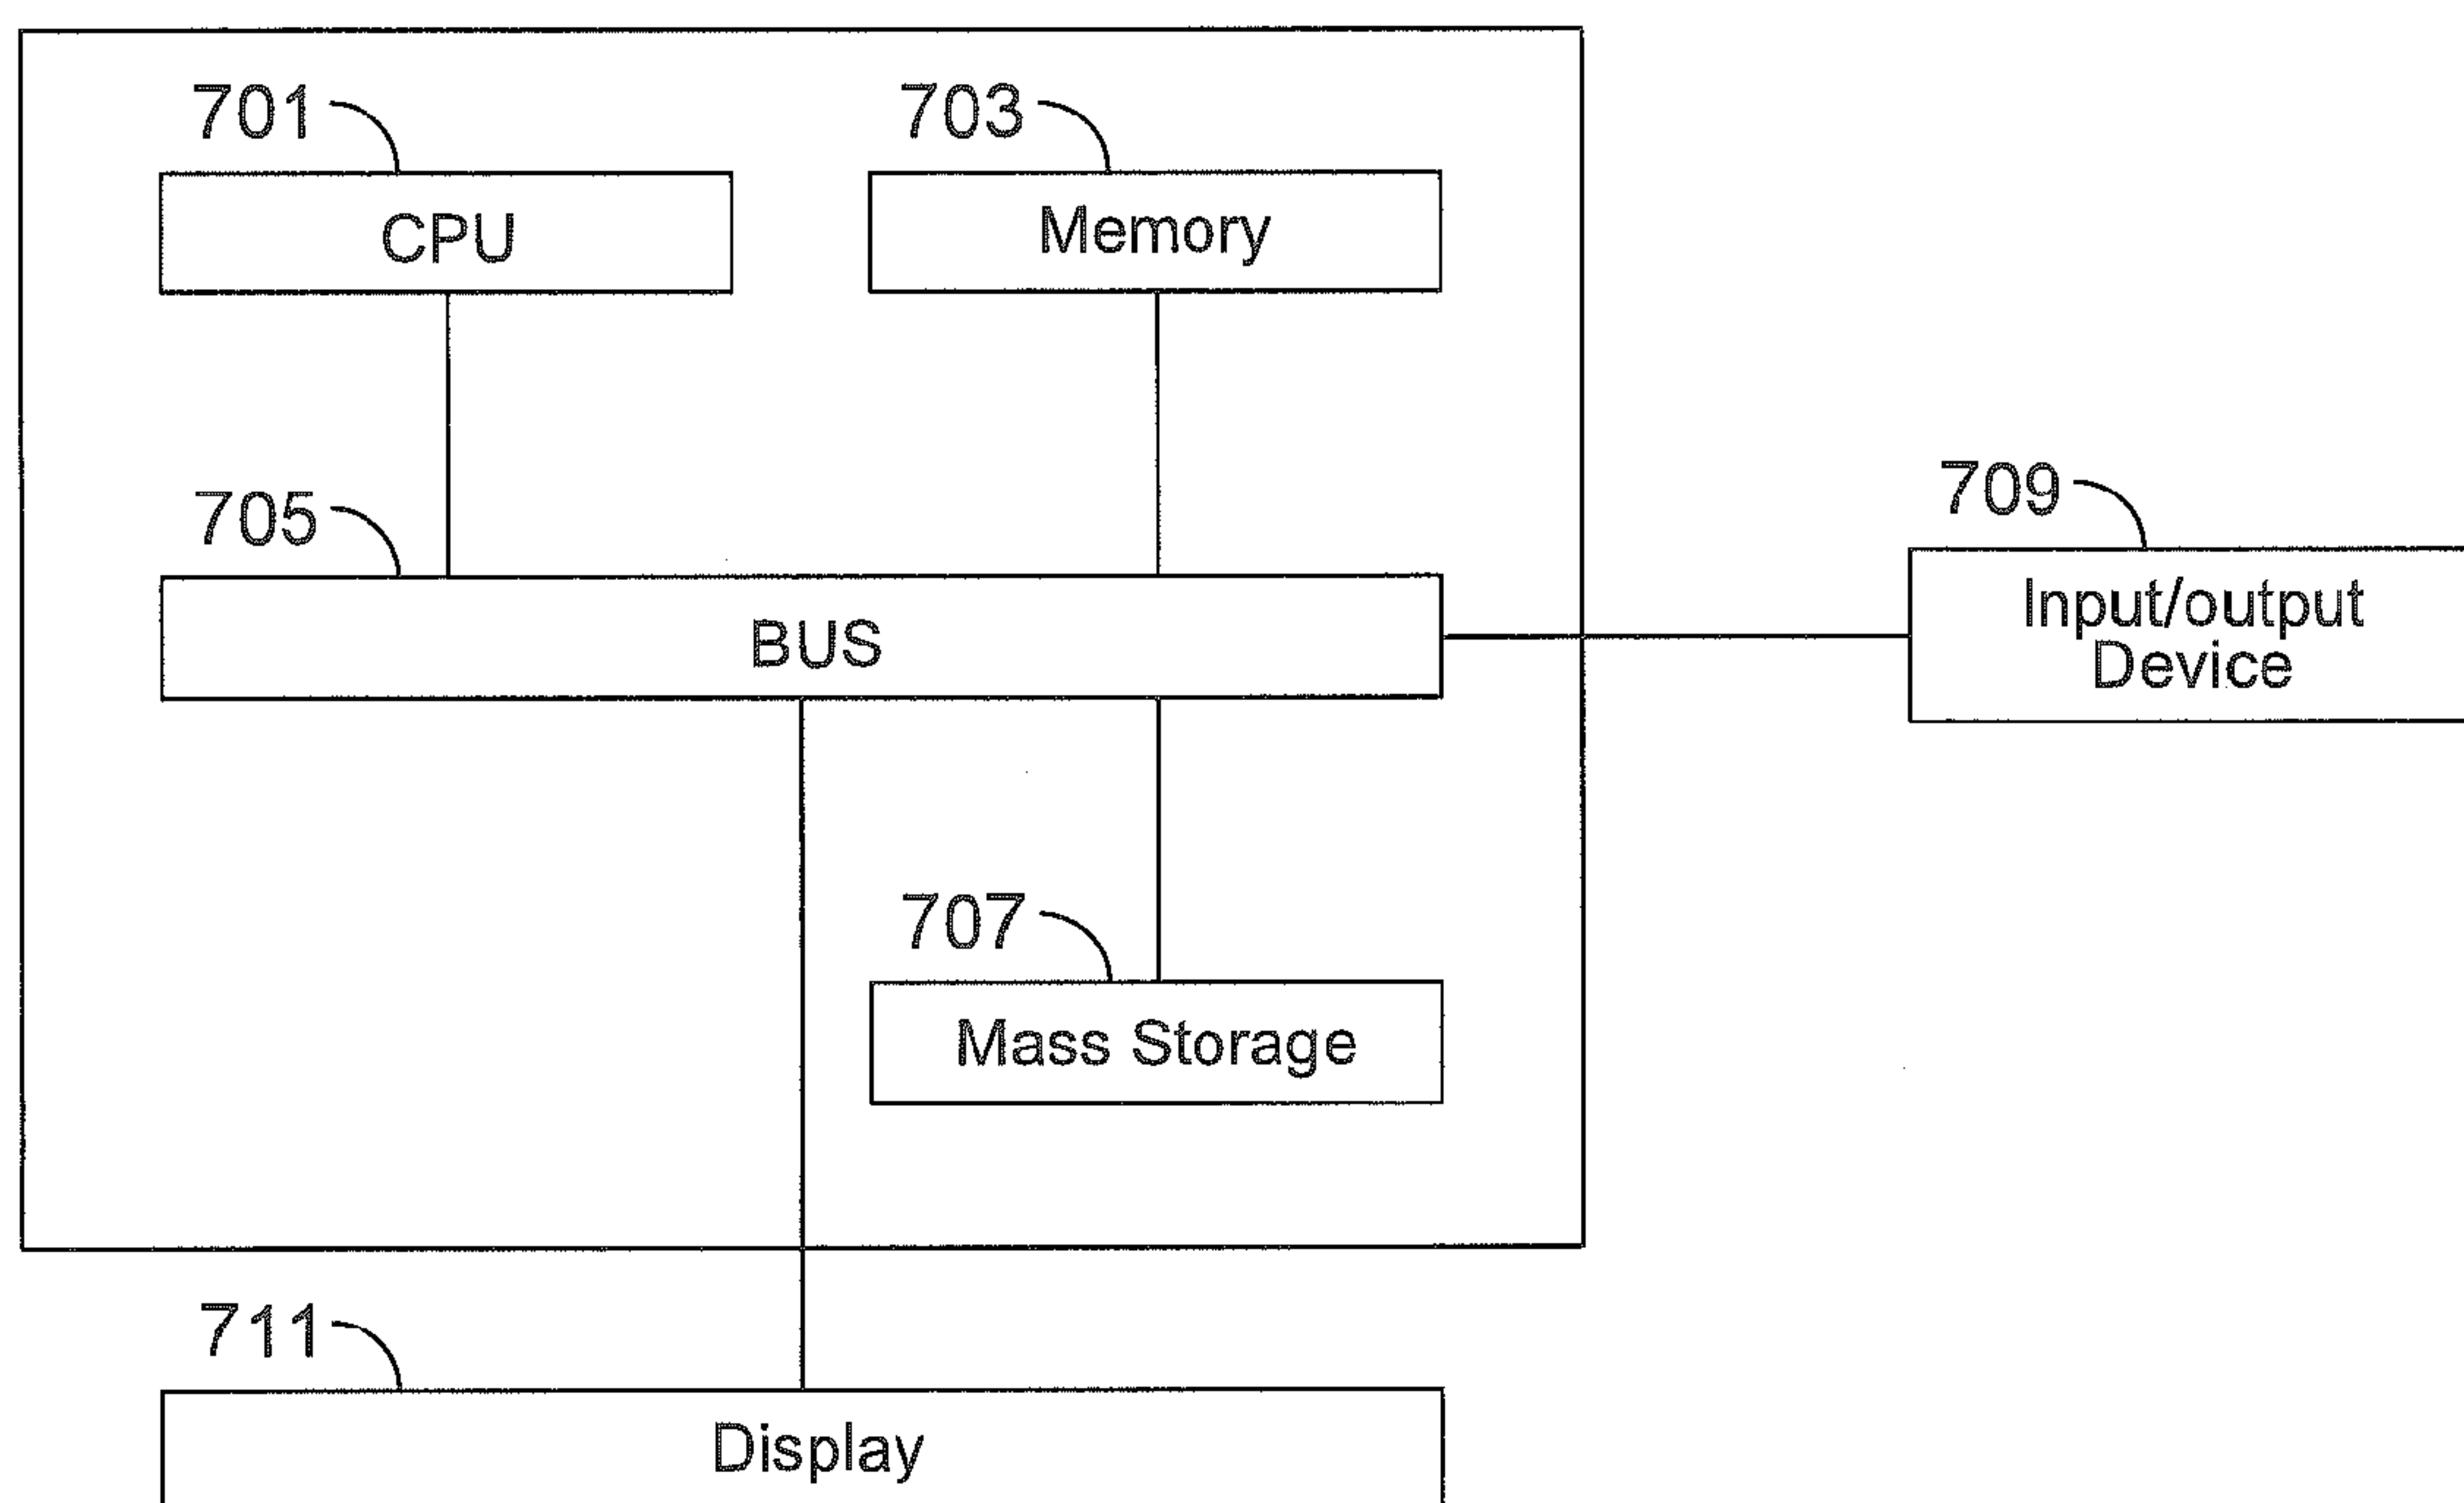 701
CPU
703
Memory
705
BUS
709
Input/output
Device
707
Mass Storage
711
Display